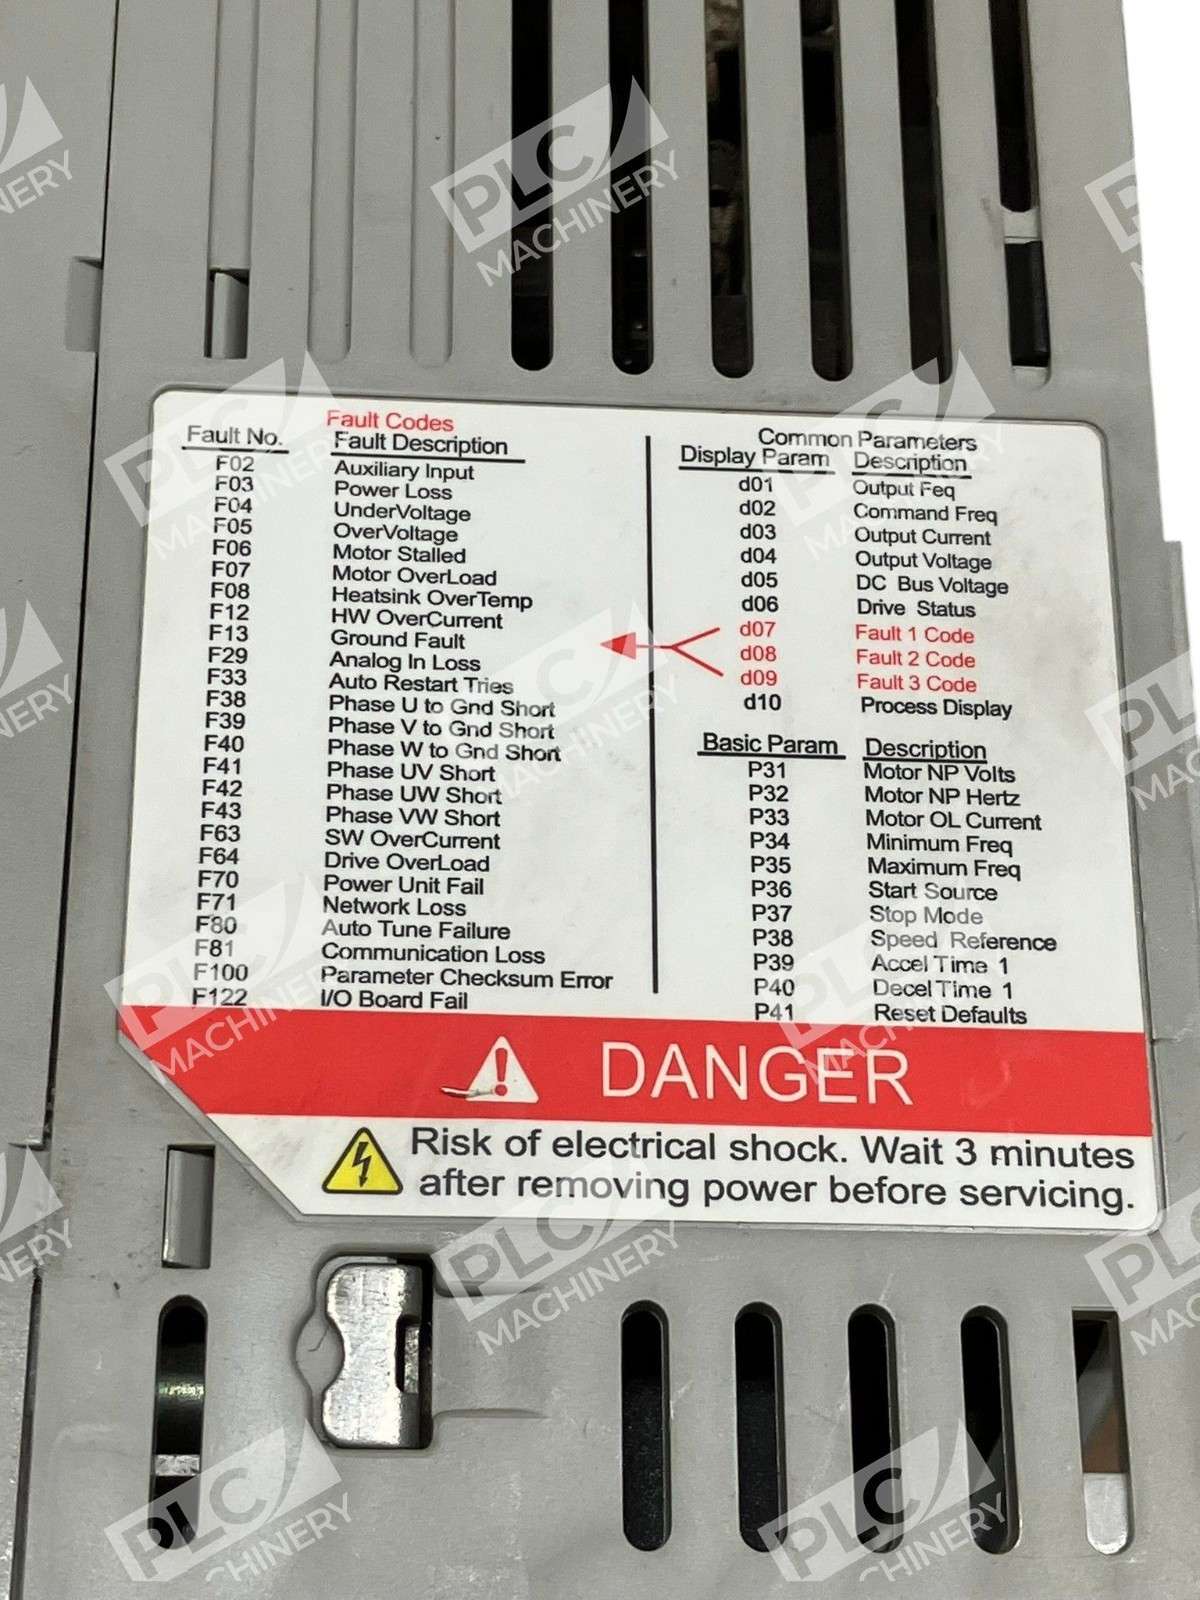 Fault Codes
Fault No. Fault Description
F02 Auxiliary Input
F03 Power Loss
F04 UnderVoltage
F05 OverVoltage
F06 Motor Stalled
F07 Motor OverLoad
F08 Heatsink OverTemp
F12 HW OverCurrent
F13 Ground Fault
F29 Analog In Loss
F33 Auto Restart Tries
F38 Phase U to Gnd Short
F39 Phase V to Gnd Short
F40 Phase W to Gnd Short
F41 Phase UV Short
F42 Phase UW Short
F43 Phase VW Short
F63 SW OverCurrent
F64 Drive OverLoad
F70 Power Unit Fail
F71 Network Loss
F80 Auto Tune Failure
F81 Communication Loss
F100 Parameter Checksum Error
F122 I/O Board Fail
Common Parameters
Display Param Description
d01 Output Feq
d02 Command Freq
d03 Output Current
d04 Output Voltage
d05 DC Bus Voltage
d06 Drive Status
d07 Fault 1 Code
d08 Fault 2 Code
d09 Fault 3 Code
d10 Process Display
Basic Param Description
P31 Motor NP Volts
P32 Motor NP Hertz
P33 Motor OL Current
P34 Minimum Freq
P35 Maximum Freq
P36 Start Source
P37 Stop Mode
P38 Speed Reference
P39 Accel Time 1
P40 Decel Time 1
P41 Reset Defaults
DANGER
Risk of electrical shock. Wait 3 minutes
after removing power before servicing.
PLC
MACHINERY